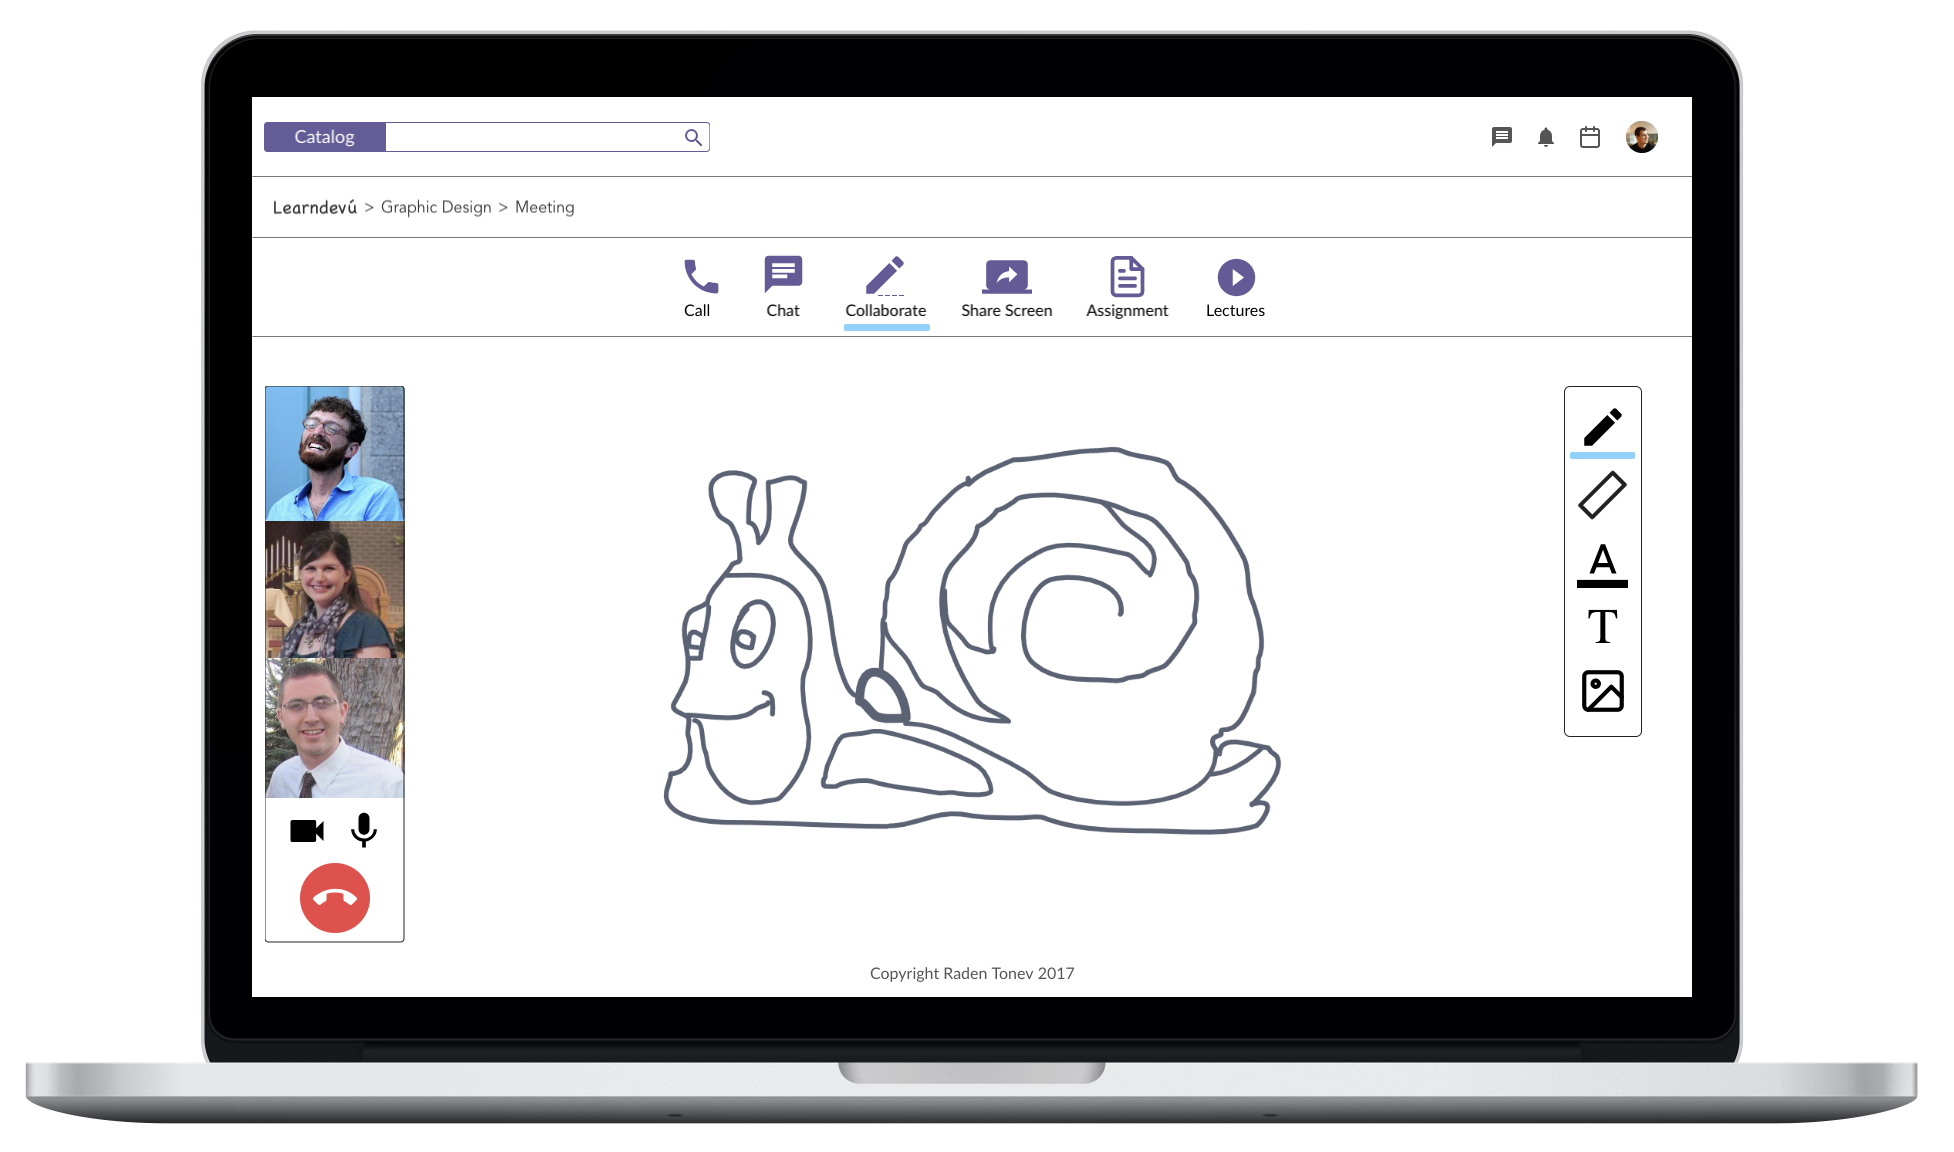 Catalog
Learndevú > Graphic Design > Meeting
Call Chat Collaborate Share Screen Assignment Lectures
A
T
Copyright Raden Tonev 2017